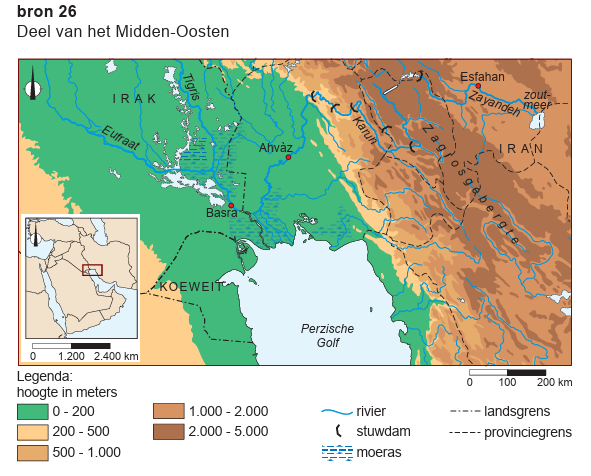 bron 26
Deel van het Midden-Oosten
Esfahan
Zayandeh
zout-
meer
IRAK
Tigris
Eufraat
Karun
Zagrosgebergte
IRAN
Ahvàz
Basra
KOEWEIT
Perzische
Golf
0 1.200 2.400 km
0 100 200 km
Legenda:
hoogte in meters
0 - 200
200 - 500
500 - 1.000
1.000 - 2.000
2.000 - 5.000
rivier
stuwdam
moeras
landsgrens
provinciegrens